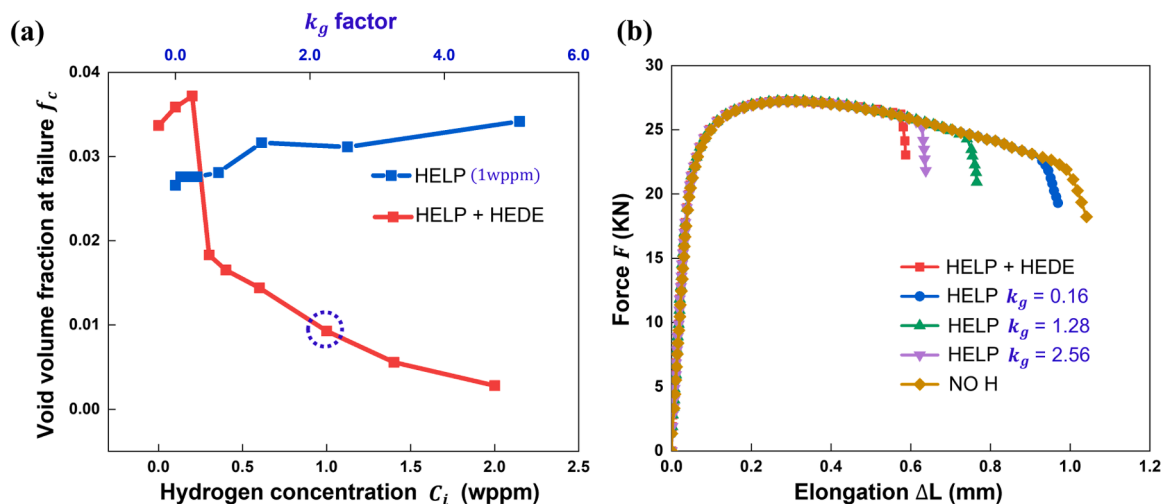 (a)
k_g factor
0.0 2.0 4.0 6.0
Void volume fraction at failure f_c
0.04
0.03
0.02
0.01
0.00
HELP (1wppm)
HELP + HEDE
0.0 0.5 1.0 1.5 2.0 2.5
Hydrogen concentration C_i (wppm)
(b)
Force F (KN)
30
25
20
15
10
5
0
HELP + HEDE
HELP k_g = 0.16
HELP k_g = 1.28
HELP k_g = 2.56
NO H
0.0 0.2 0.4 0.6 0.8 1.0 1.2
Elongation ΔL (mm)